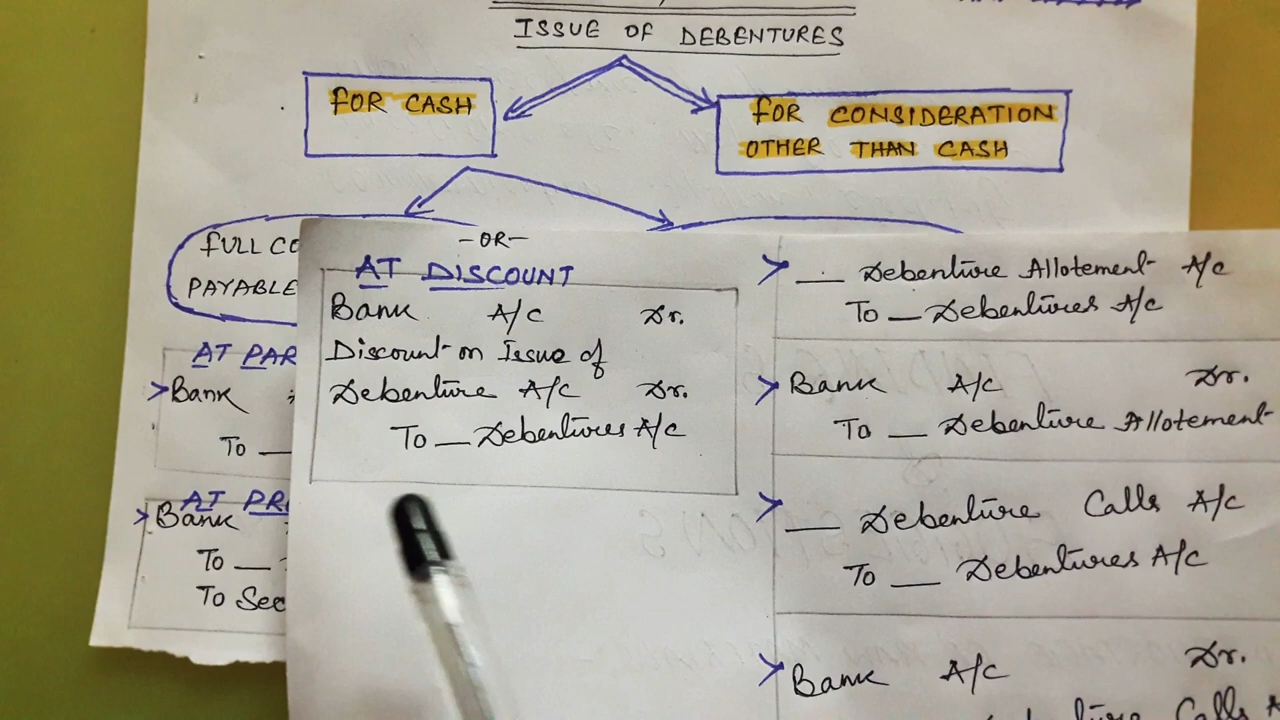 ISSUE OF DEBENTURES
FOR CASH
FOR CONSIDERATION
OTHER THAN CASH
FULL CO
PAYABLE
AT PAR
Bank
To __
AT PR
Bank
To __
To Sec
-OR-
AT DISCOUNT
Bank A/c Dr.
Discount on Issue of
Debenture A/c Dr.
To __ Debentures A/c
> __ Debenture Allotement A/c
To __ Debentures A/c
> Bank A/c Dr.
To __ Debenture Allotement
> __ Debenture Calls A/c
To __ Debentures A/c
> Bank A/c Dr.
Calls A